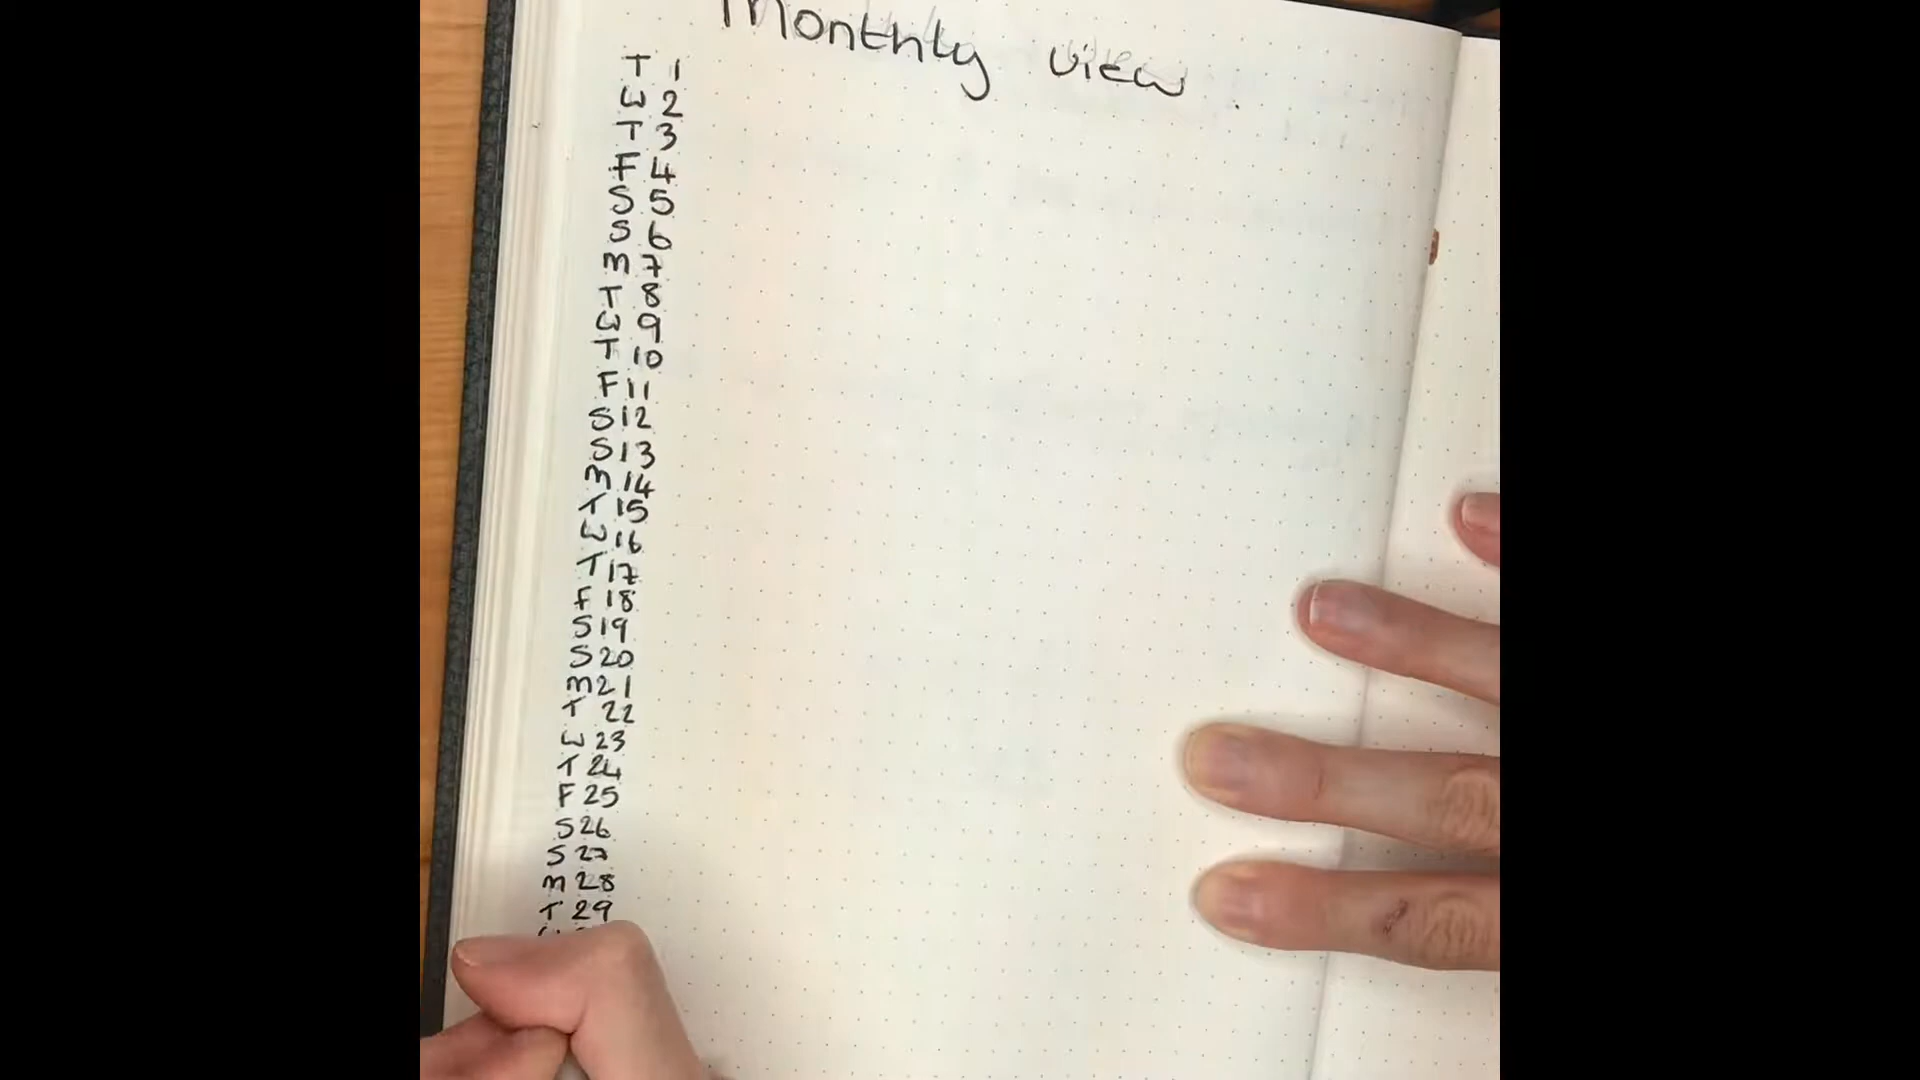 Monthly view
T 1
W 2
T 3
F 4
S 5
S 6
M 7
T 8
W 9
T 10
F 11
S 12
S 13
M 14
T 15
W 16
T 17
F 18
S 19
S 20
M 21
T 22
W 23
T 24
F 25
S 26
S 27
M 28
T 29